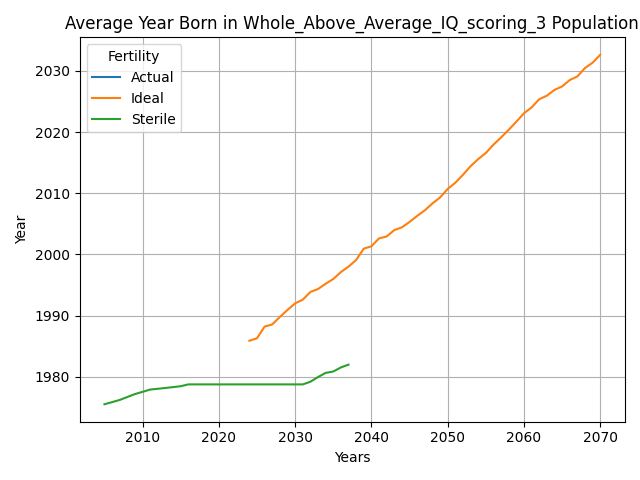 Average Year Born in Whole_Above_Average_IQ_scoring_3 Population
Fertility
Actual
Ideal
Sterile
Year
2030
2020
2010
2000
1990
1980
2010
2020
2030
2040
2050
2060
2070
Years